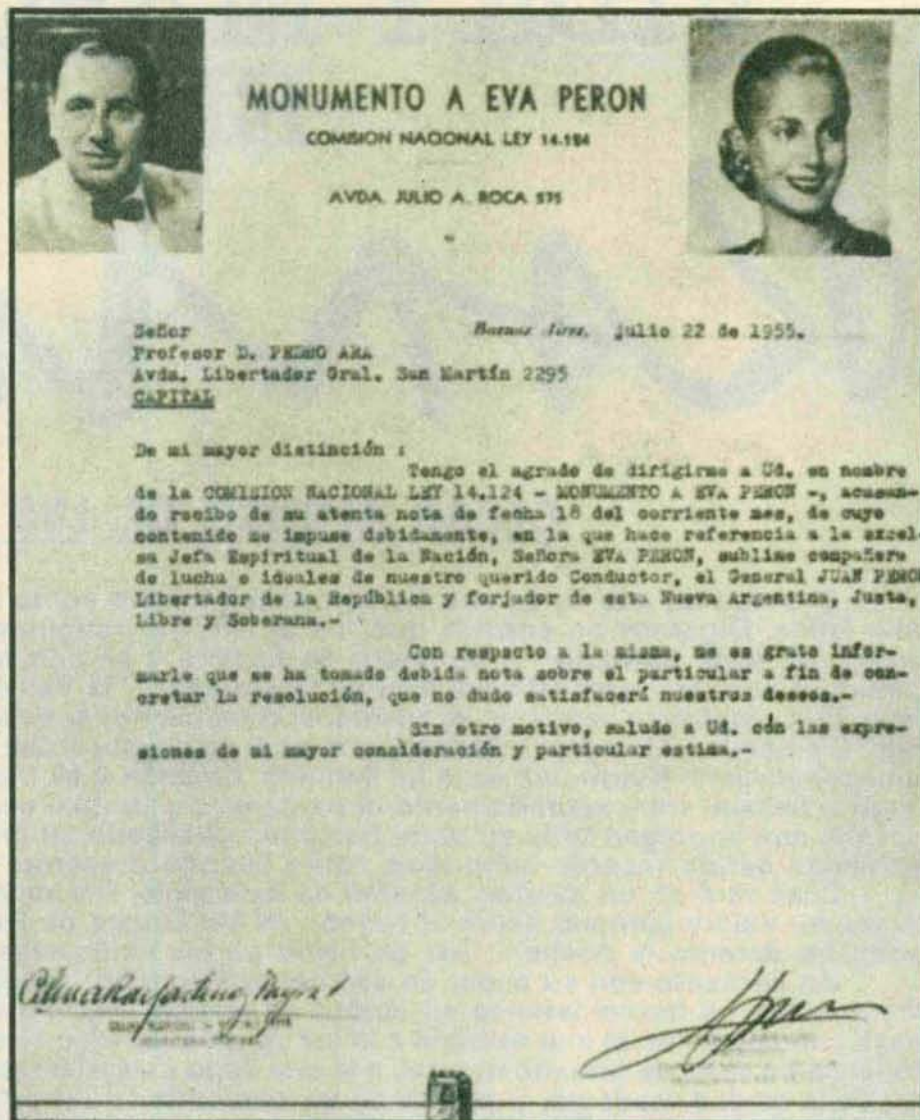 MONUMENTO A EVA PERON
COMISION NACIONAL LEY 14.184
AVDA. JULIO A. ROCA 575
Señor Buenos Aires, julio 22 de 1955.
Profesor D. PEDRO ARA
Avda. Libertador Gral. San Martín 2295
CAPITAL
De mi mayor distinción :
Tengo el agrado de dirigirme a Ud. en nombre
de la COMISION NACIONAL LEY 14.124 - MONUMENTO A EVA PERON -, acusan-
do recibo de su atenta nota de fecha 18 del corriente mes, de cuyo
contenido me impuse debidamente, en la que hace referencia a la excel-
sa Jefa Espiritual de la Nación, Señora EVA PERON, sublime compañera
de lucha e ideales de nuestro querido Conductor, el General JUAN PERON
Libertador de la República y forjador de esta Nueva Argentina, Justa,
Libre y Soberana.-
Con respecto a la misma, me es grato infor-
marle que se ha tomado debida nota sobre el particular a fin de con-
cretar la resolución, que no dudo satisfacerá nuestros deseos.-
Sin otro motivo, saludo a Ud. cón las expre-
siones de mi mayor consideración y particular estima.-